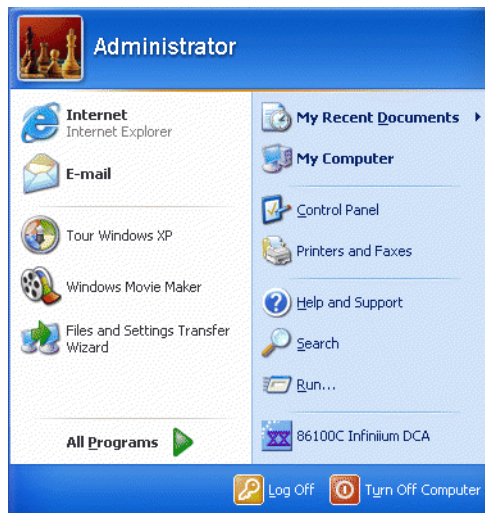 Administrator
Internet
Internet Explorer
E-mail
Tour Windows XP
Windows Movie Maker
Files and Settings Transfer
Wizard
All Programs
My Recent Documents
My Computer
Control Panel
Printers and Faxes
Help and Support
Search
Run...
86100C Infiniium DCA
Log Off
Turn Off Computer